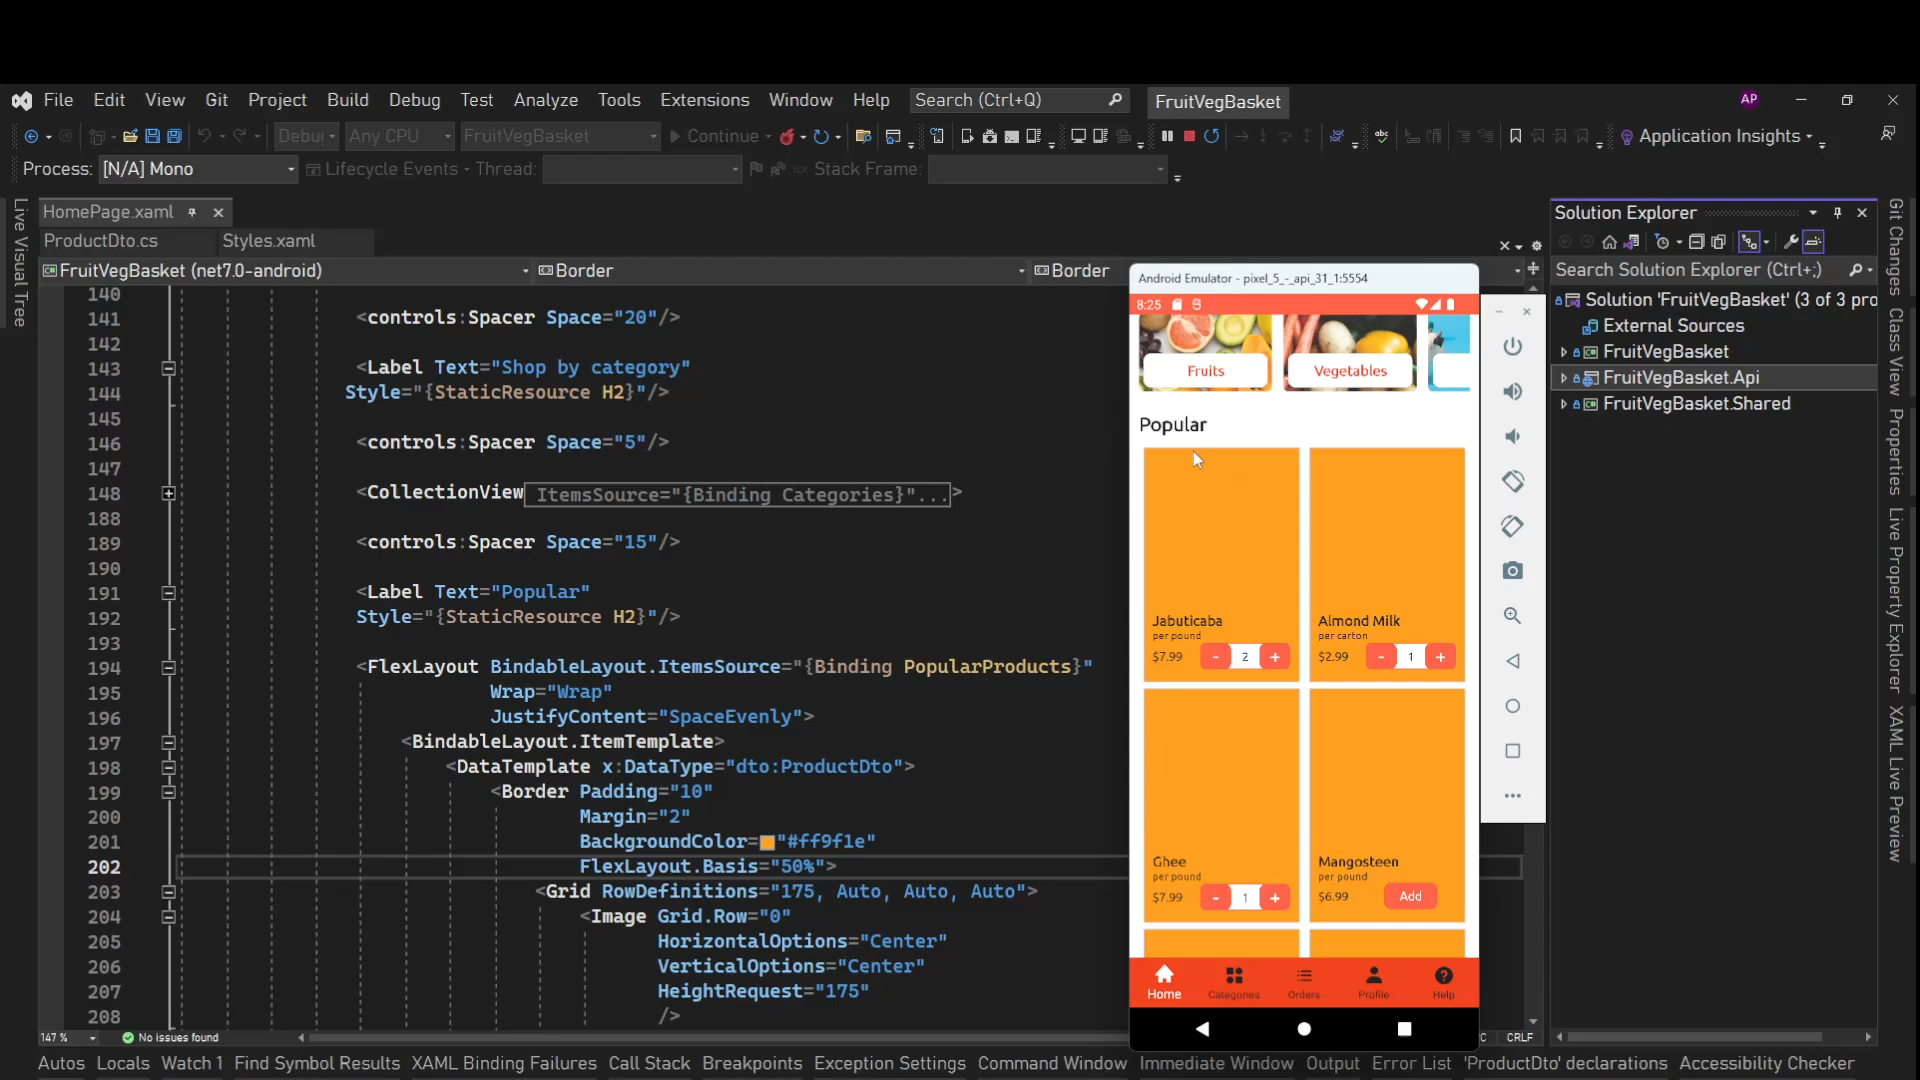 File Edit View Git Project Build Debug Test Analyze Tools Extensions Window Help Search (Ctrl+Q) FruitVegBasket AP
Debug Any CPU FruitVegBasket Continue Application Insights
Process: [N/A] Mono Lifecycle Events Thread: Stack Frame:
Live Visual Tree
HomePage.xaml
ProductDto.cs Styles.xaml
FruitVegBasket (net7.0-android) Border Border
140
141 <controls:Spacer Space="20"/>
142
143 <Label Text="Shop by category"
144 Style="{StaticResource H2}"/>
145
146 <controls:Spacer Space="5"/>
147
148 <CollectionView ItemsSource="{Binding Categories}"...>
188
189 <controls:Spacer Space="15"/>
190
191 <Label Text="Popular"
192 Style="{StaticResource H2}"/>
193
194 <FlexLayout BindableLayout.ItemsSource="{Binding PopularProducts}"
195 Wrap="Wrap"
196 JustifyContent="SpaceEvenly">
197 <BindableLayout.ItemTemplate>
198 <DataTemplate x:DataType="dto:ProductDto">
199 <Border Padding="10"
200 Margin="2"
201 BackgroundColor="#ff9f1e"
202 FlexLayout.Basis="50%">
203 <Grid RowDefinitions="175, Auto, Auto, Auto">
204 <Image Grid.Row="0"
205 HorizontalOptions="Center"
206 VerticalOptions="Center"
207 HeightRequest="175"
208 />
147 % No issues found CRLF
Android Emulator - pixel_5_-_api_31_1:5554
8:25
Fruits Vegetables
Popular
Jabuticaba
per pound
$7.99 - 2 +
Almond Milk
per carton
$2.99 - 1 +
Ghee
per pound
$7.99 - 1 +
Mangosteen
per pound
$6.99 Add
Home Categories Orders Profile Help
Solution Explorer
Search Solution Explorer (Ctrl+;)
Solution 'FruitVegBasket' (3 of 3 pro
External Sources
FruitVegBasket
FruitVegBasket.Api
FruitVegBasket.Shared
Git Changes
Class View
Properties
Live Property Explorer
XAML Live Preview
Autos Locals Watch 1 Find Symbol Results XAML Binding Failures Call Stack Breakpoints Exception Settings Command Window Immediate Window Output Error List 'ProductDto' declarations Accessibility Checker